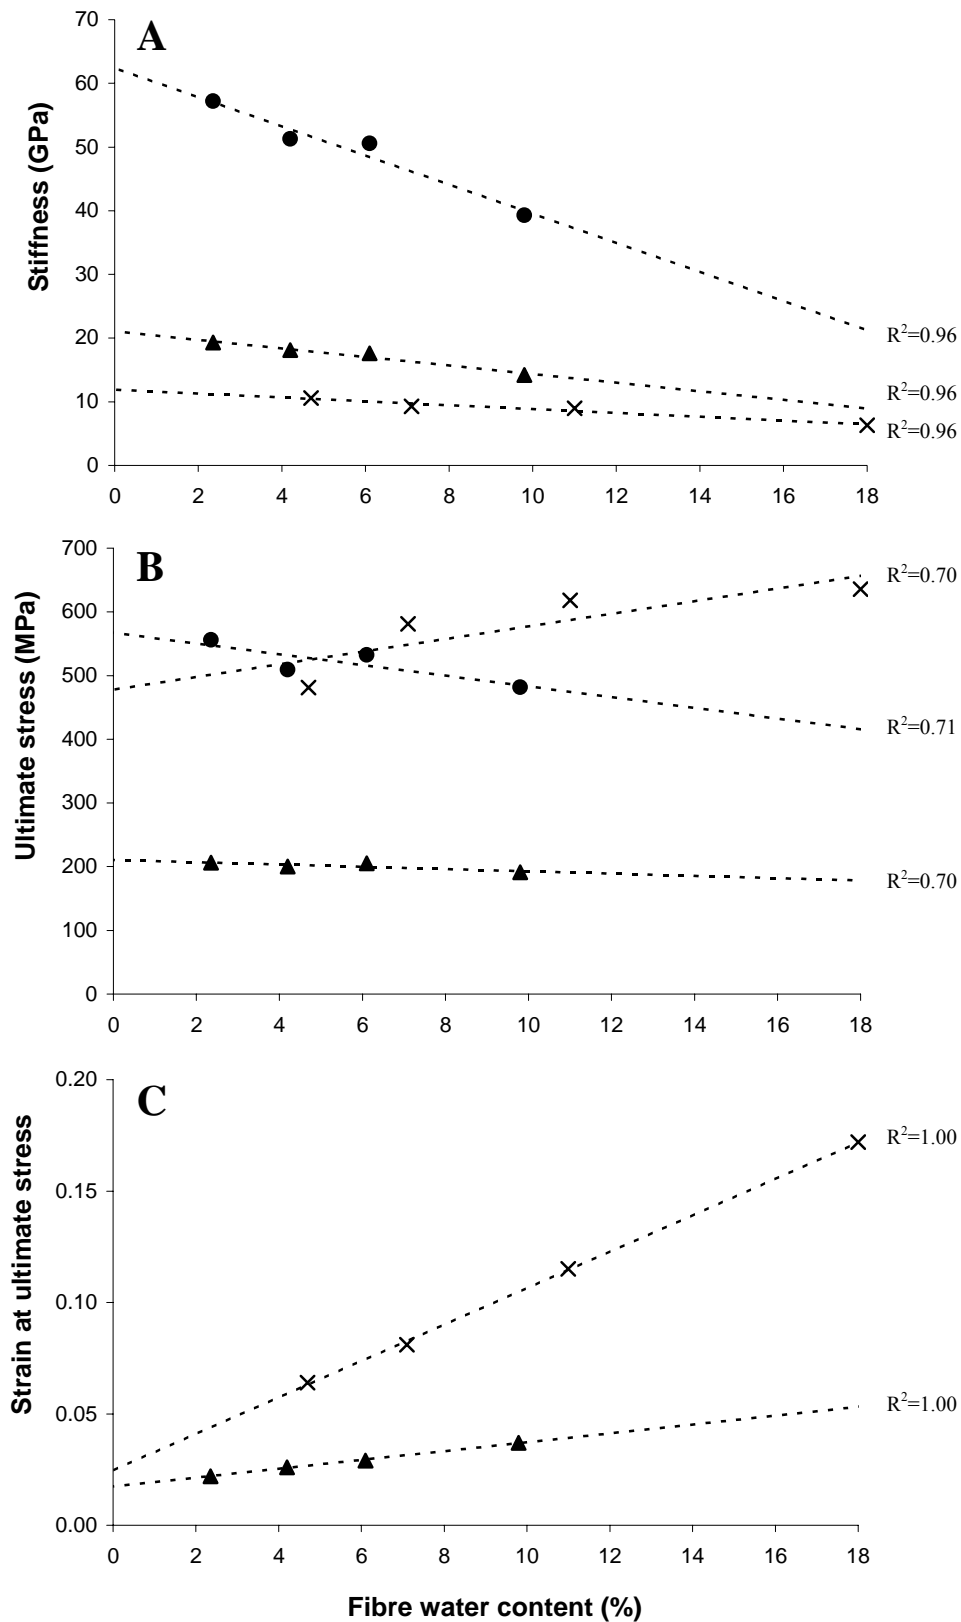 A
Stiffness (GPa)
70
60
50
40
30
20
10
0
R²=0.96
R²=0.96
R²=0.96
0 2 4 6 8 10 12 14 16 18
B
Ultimate stress (MPa)
700
600
500
400
300
200
100
0
R²=0.70
R²=0.71
R²=0.70
0 2 4 6 8 10 12 14 16 18
C
Strain at ultimate stress
0.20
0.15
0.10
0.05
0.00
R²=1.00
R²=1.00
0 2 4 6 8 10 12 14 16 18
Fibre water content (%)